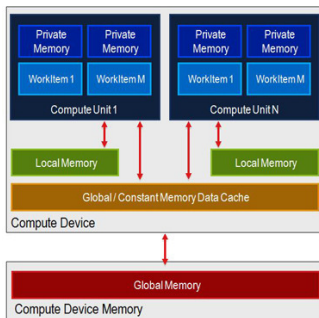 Private Memory
Private Memory
WorkItem 1
WorkItem M
Compute Unit 1
Private Memory
Private Memory
WorkItem 1
WorkItem M
Compute Unit N
Local Memory
Local Memory
Global / Constant Memory Data Cache
Compute Device
Global Memory
Compute Device Memory